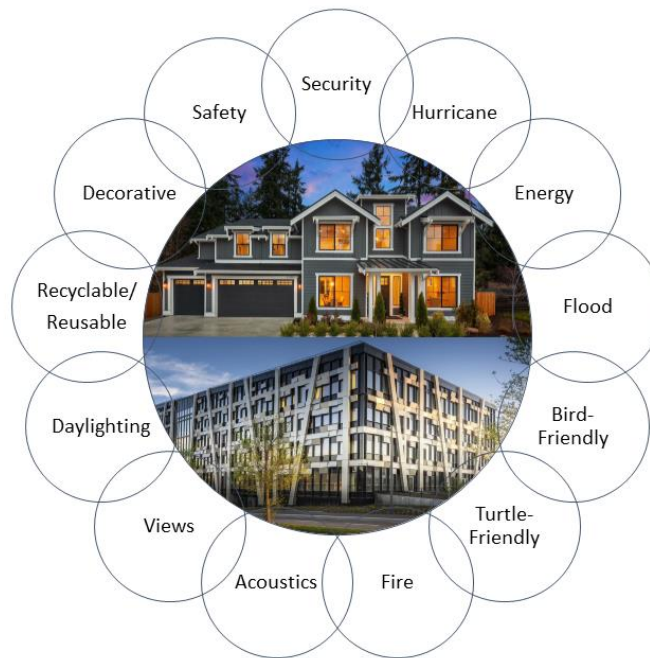 Security
Hurricane
Energy
Flood
Bird-
Friendly
Turtle-
Friendly
Fire
Acoustics
Views
Daylighting
Recyclable/
Reusable
Decorative
Safety